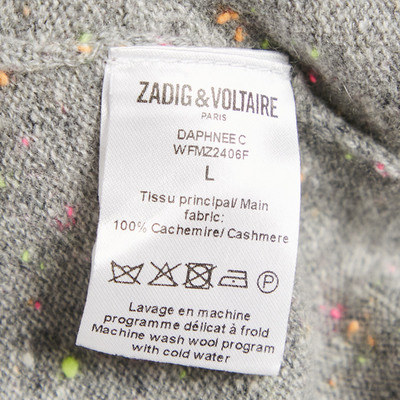 ZADIG & VOLTAIRE
PARIS
DAPHNEE C
WFMZ2406F
L
Tissu principal/ Main
fabric:
100% Cachemire/ Cashmere
P
Lavage en machine
programme délicat à froid
Machine wash wool program
with cold water